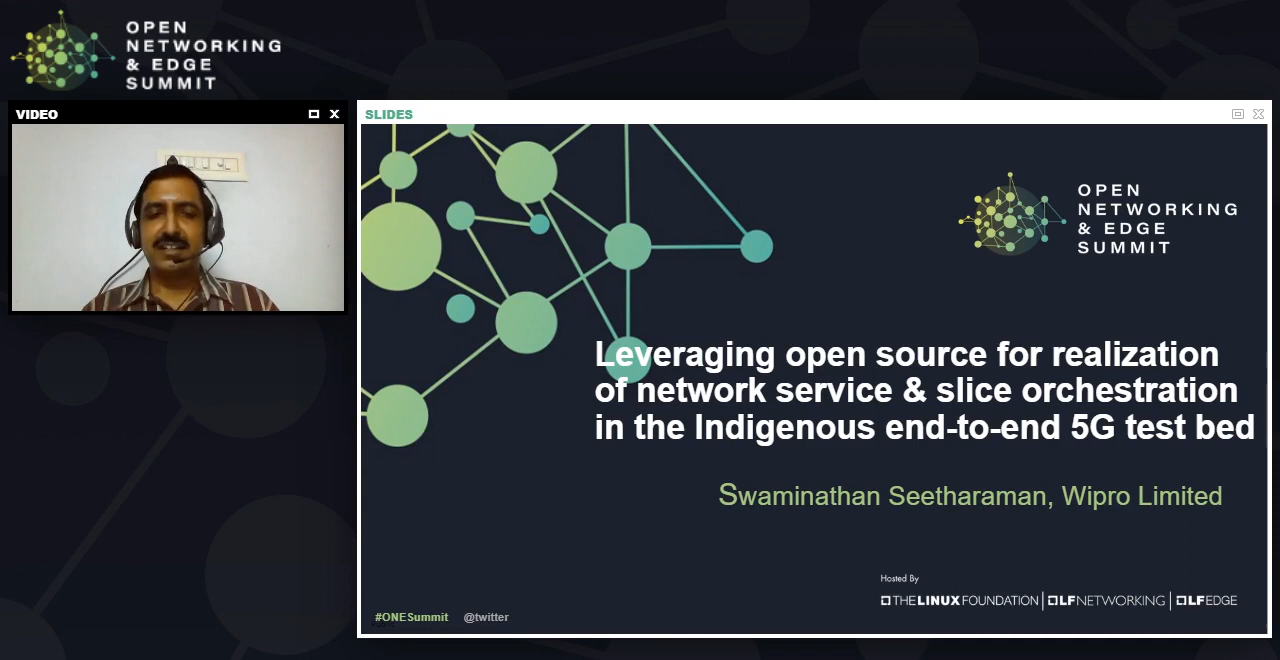 OPEN
NETWORKING
& EDGE
SUMMIT
VIDEO
SLIDES
OPEN
NETWORKING
& EDGE
SUMMIT
Leveraging open source for realization
of network service & slice orchestration
in the Indigenous end-to-end 5G test bed
Swaminathan Seetharaman, Wipro Limited
Hosted By
THE LINUX FOUNDATION | LF NETWORKING | LF EDGE
#ONESummit @twitter